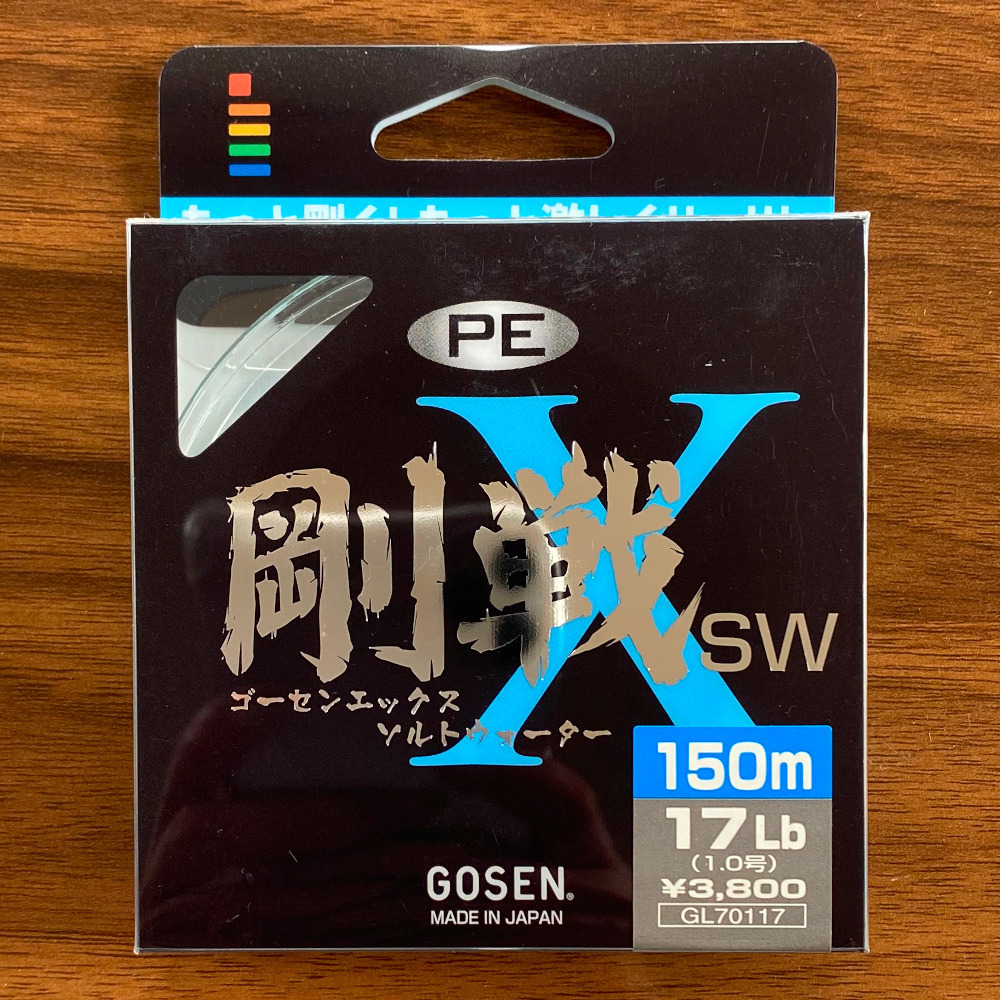 PE
X
剛戦
SW
ゴーセンエックス
ソルトウォーター
150m
17Lb
(1.0号)
¥3,800
GL70117
GOSEN®
MADE IN JAPAN